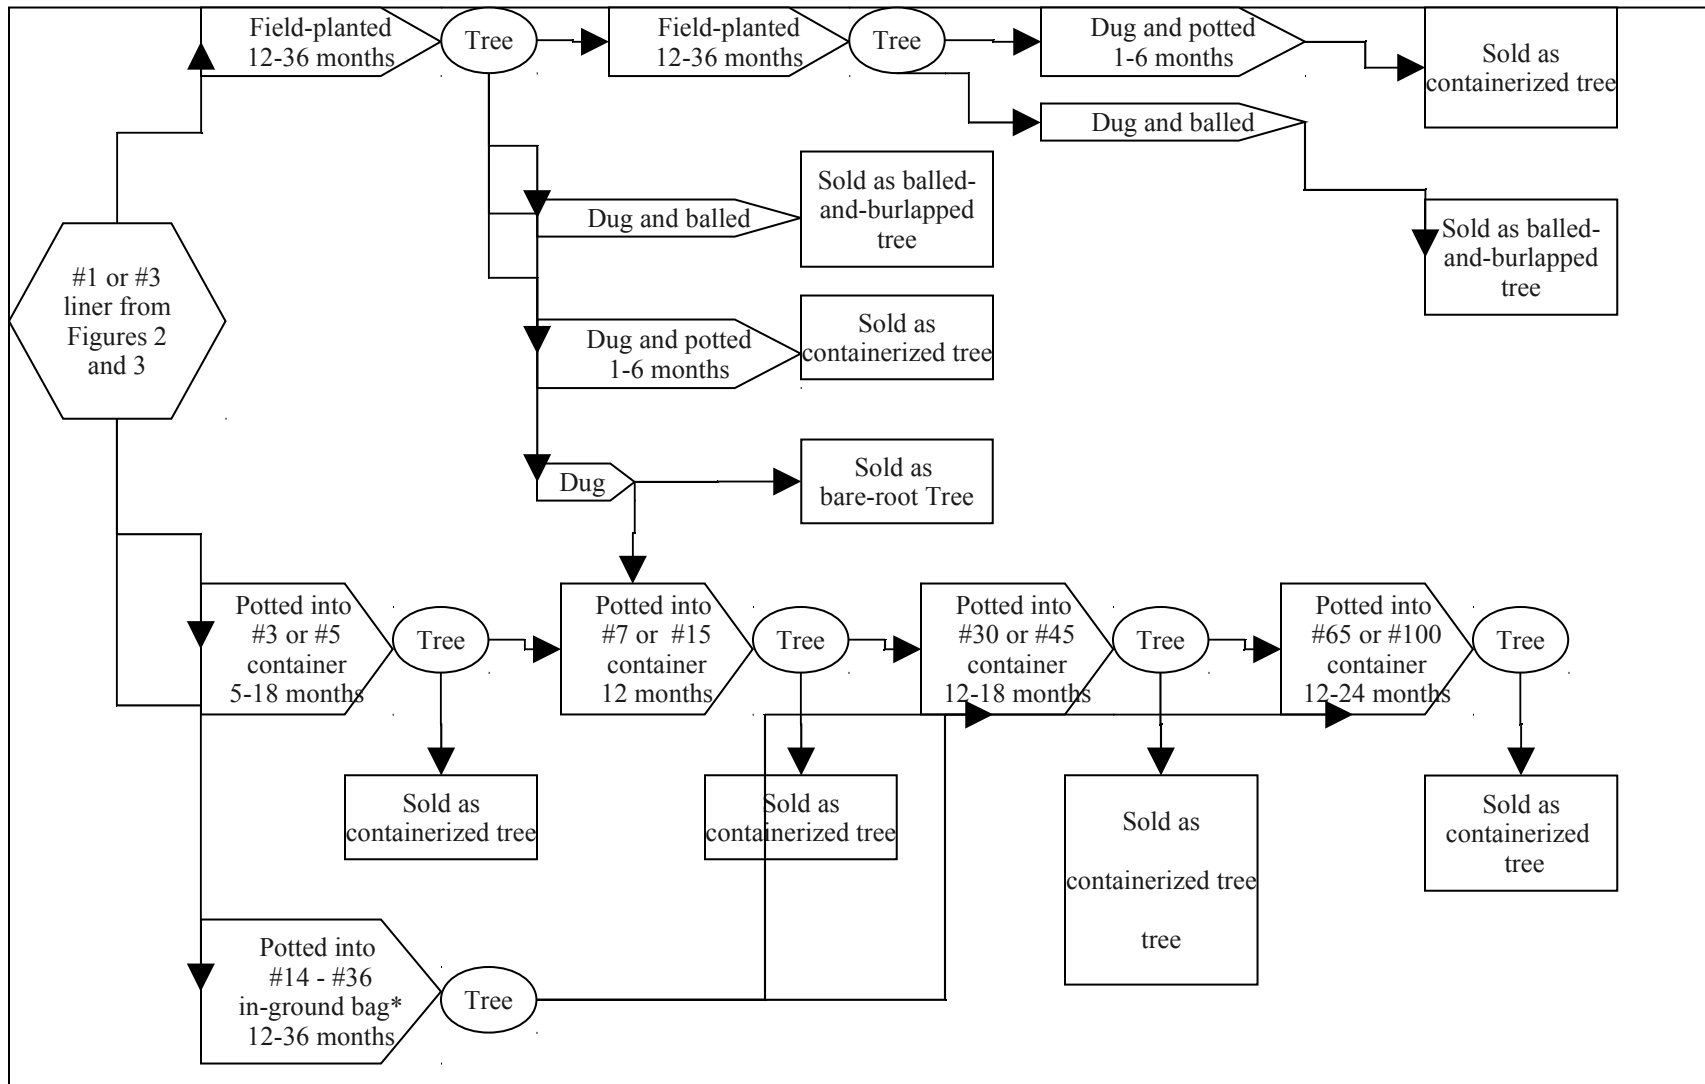 Field-planted
12-36 months
Tree
Field-planted
12-36 months
Tree
Dug and potted
1-6 months
Sold as
containerized tree
Dug and balled
Sold as balled-
and-burlapped
tree
Dug and balled
Sold as balled-
and-burlapped
tree
#1 or #3
liner from
Figures 2
and 3
Dug and potted
1-6 months
Sold as
containerized tree
Dug
Sold as
bare-root Tree
Potted into
#3 or #5
container
5-18 months
Tree
Potted into
#7 or #15
container
12 months
Tree
Potted into
#30 or #45
container
12-18 months
Tree
Potted into
#65 or #100
container
12-24 months
Tree
Sold as
containerized tree
Sold as
containerized tree
Sold as
containerized tree
tree
Sold as
containerized
tree
Potted into
#14 - #36
in-ground bag*
12-36 months
Tree